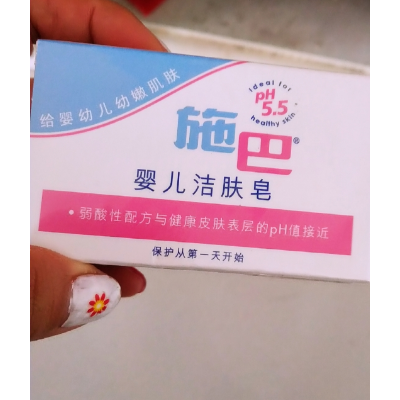 给婴幼儿幼嫩肌肤
ideal for
pH
5.5
healthy skin
施巴®
婴儿洁肤皂
·弱酸性配方与健康皮肤表层的pH值接近
保护从第一天开始